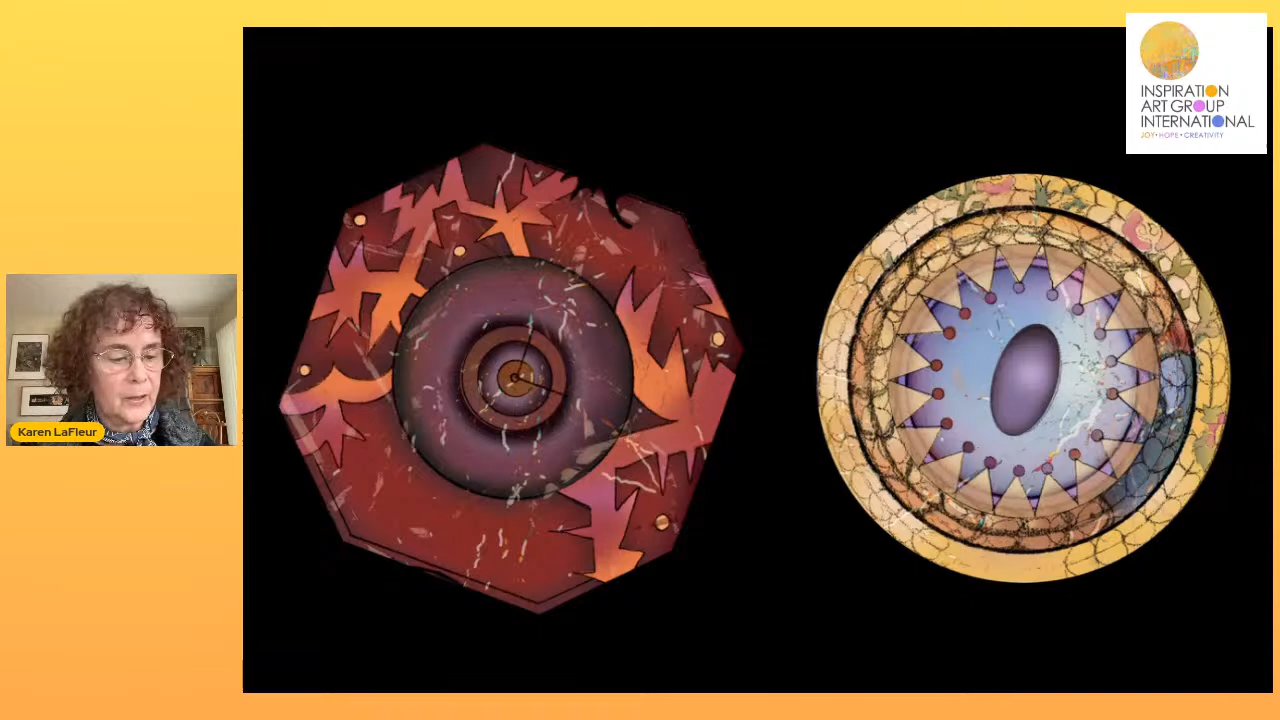 INSPIRATION
ART GROUP
INTERNATIONAL
JOY • HOPE • CREATIVITY
Karen LaFleur